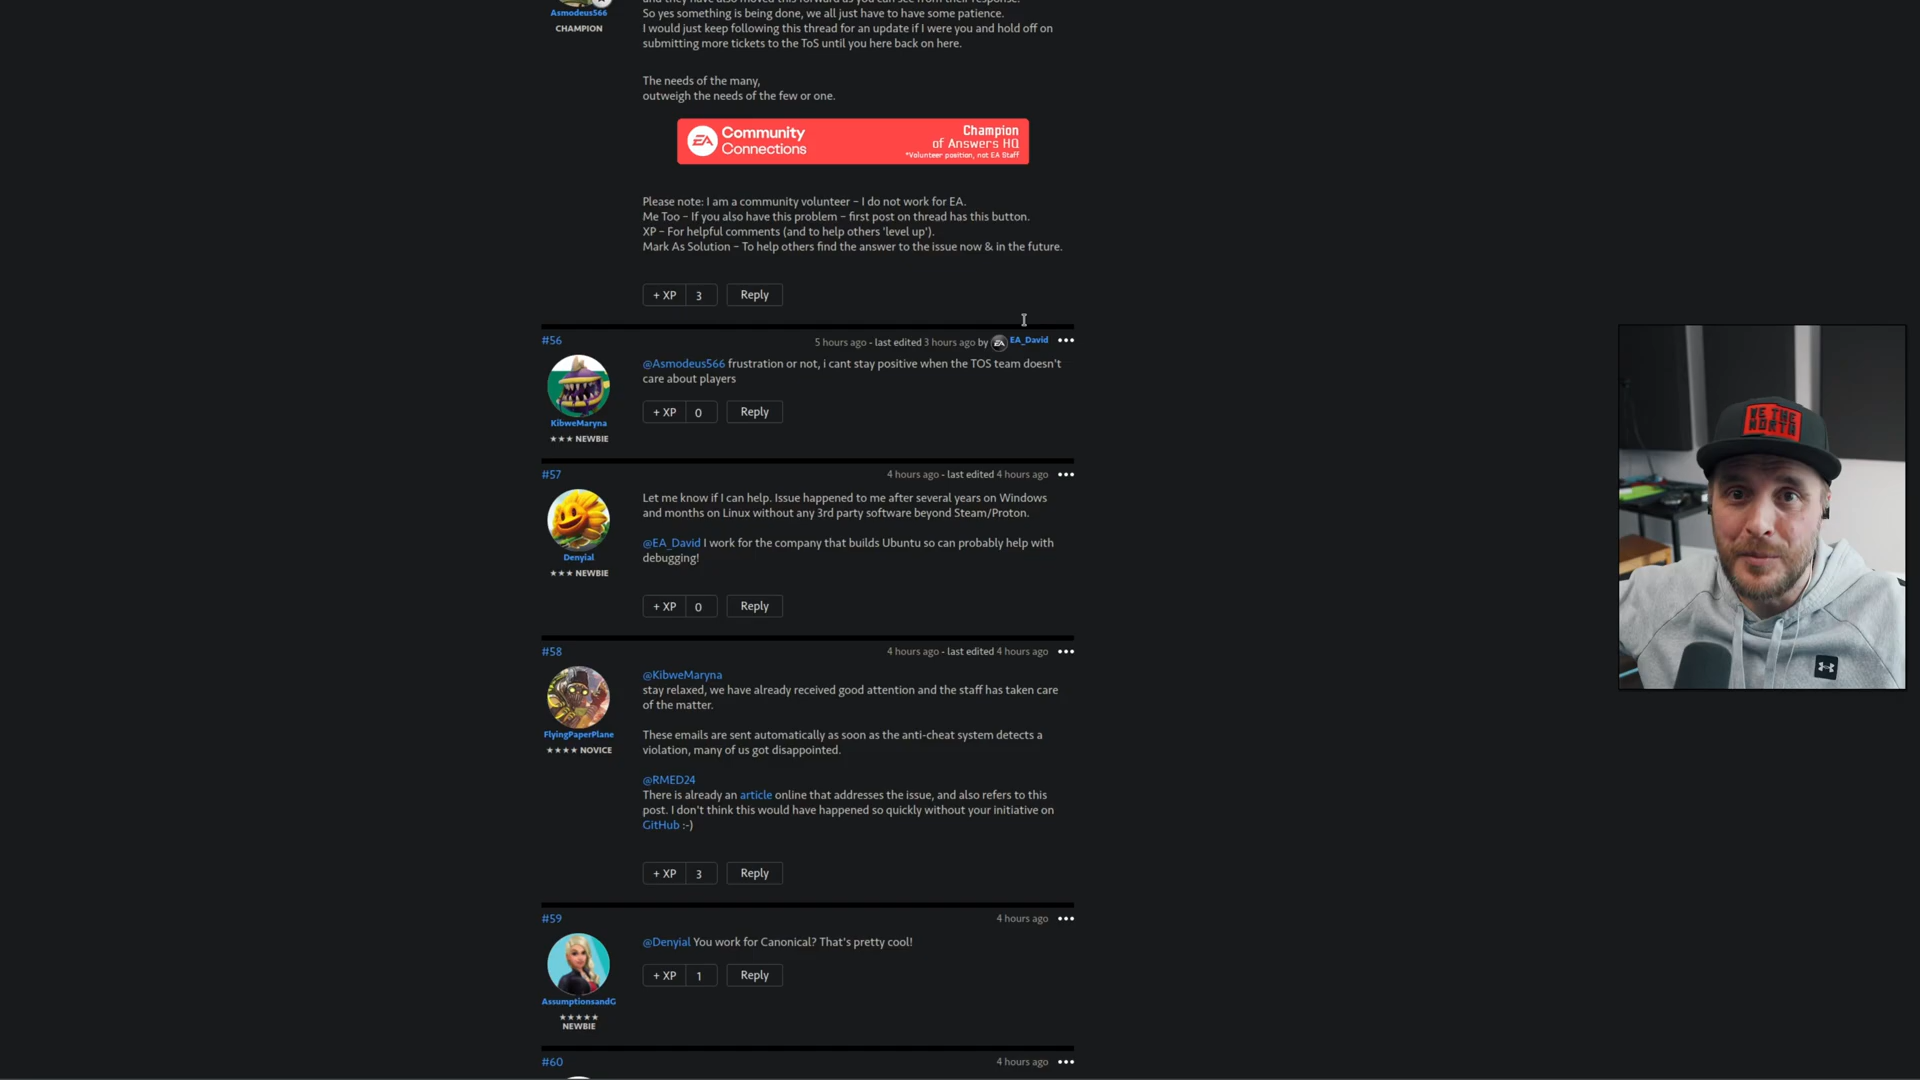 So yes something is being done, we all just have to have some patience.
I would just keep following this thread for an update if I were you and hold off on
submitting more tickets to the ToS until you here back on here.
Asmodeus566
CHAMPION
The needs of the many,
outweigh the needs of the few or one.
EA Community
Connections
Champion
of Answers HQ
*Volunteer position, not EA Staff
Please note: I am a community volunteer – I do not work for EA.
Me Too – If you also have this problem – first post on thread has this button.
XP – For helpful comments (and to help others 'level up').
Mark As Solution – To help others find the answer to the issue now & in the future.
+ XP 3 Reply
#56 5 hours ago - last edited 3 hours ago by EA EA_David •••
@Asmodeus566 frustration or not, i cant stay positive when the TOS team doesn't
care about players
+ XP 0 Reply
KibweMaryna
★★★ NEWBIE
#57 4 hours ago - last edited 4 hours ago •••
Let me know if I can help. Issue happened to me after several years on Windows
and months on Linux without any 3rd party software beyond Steam/Proton.
@EA_David I work for the company that builds Ubuntu so can probably help with
debugging!
Denyial
★★★ NEWBIE
+ XP 0 Reply
#58 4 hours ago - last edited 4 hours ago •••
@KibweMaryna
stay relaxed, we have already received good attention and the staff has taken care
of the matter.
FlyingPaperPlane
★★★★ NOVICE
These emails are sent automatically as soon as the anti-cheat system detects a
violation, many of us got disappointed.
@RMED24
There is already an article online that addresses the issue, and also refers to this
post. I don't think this would have happened so quickly without your initiative on
GitHub :-)
+ XP 3 Reply
#59 4 hours ago •••
@Denyial You work for Canonical? That's pretty cool!
+ XP 1 Reply
AssumptionsandG
★★★★★
NEWBIE
#60 4 hours ago •••
WE THE
NORTH